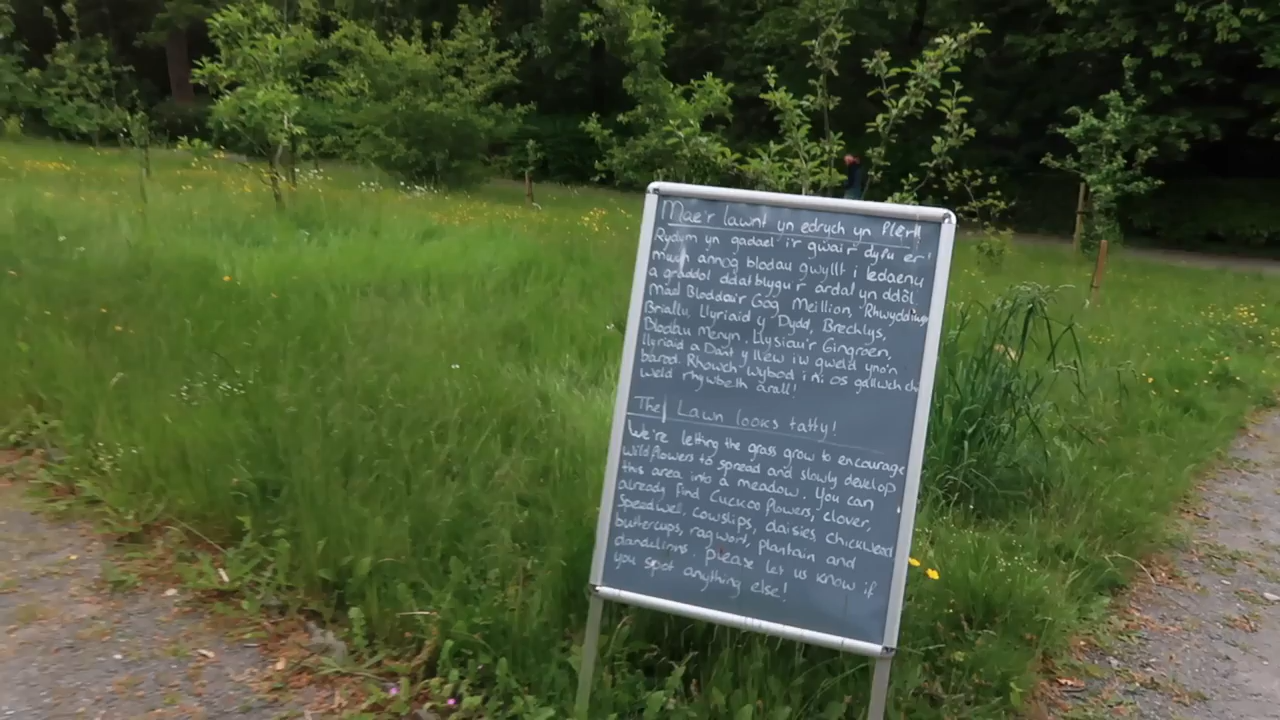 Mae'r lawnt yn edrych yn flêr!!
Rydym yn gadael i'r gwair dyfu er'
mwyn annog blodau gwyllt i ledaenu
a graddol ddatblygu'r ardal yn ddôl.
Mae Bloddau'r Gog, Meillion, Rhwyddlwyn
Briallu, Llyriaid y Dydd, Brechlys,
Blodau menyn, Llysiau'r Gingroen,
llyriaid a Dant y llew i'w gweld yno'n
barod. Rhowch wybod i ni os gallwch chi
weld rhywbeth arall!
The Lawn looks tatty!
We're letting the grass grow to encourage
wildflowers to spread and slowly develop
this area into a meadow. You can
already find Cuckoo flowers, clover,
speedwell, cowslips, daisies, chickweed
buttercups, ragwort, plantain and
dandelions. Please let us know if
you spot anything else!